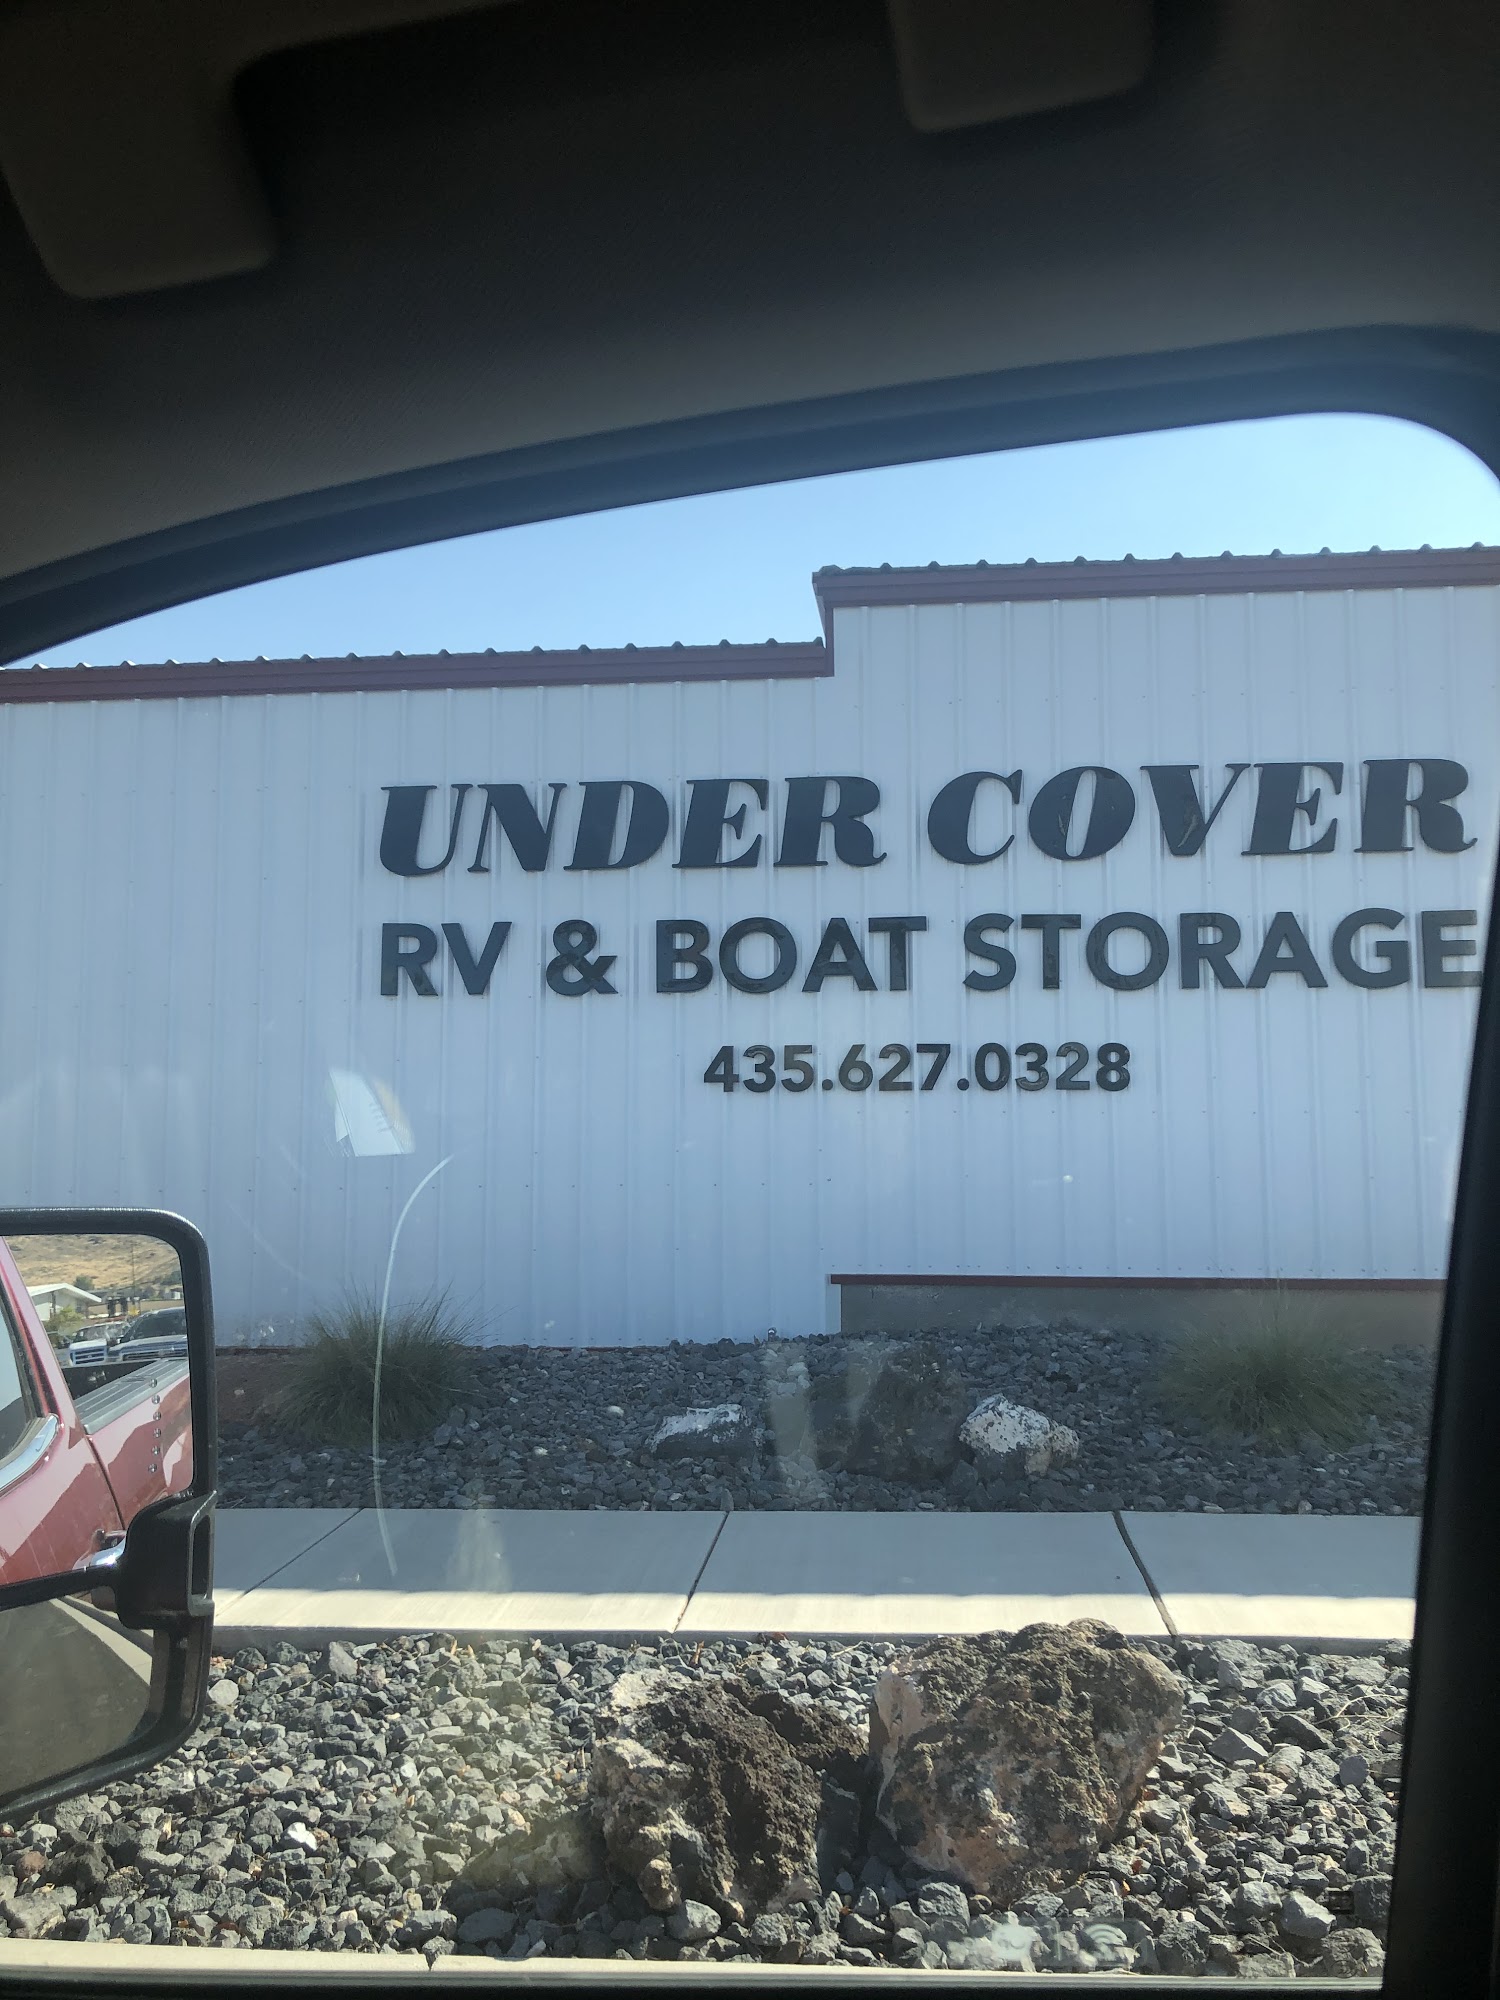 UNDER COVER
RV & BOAT STORAGE
435.627.0328